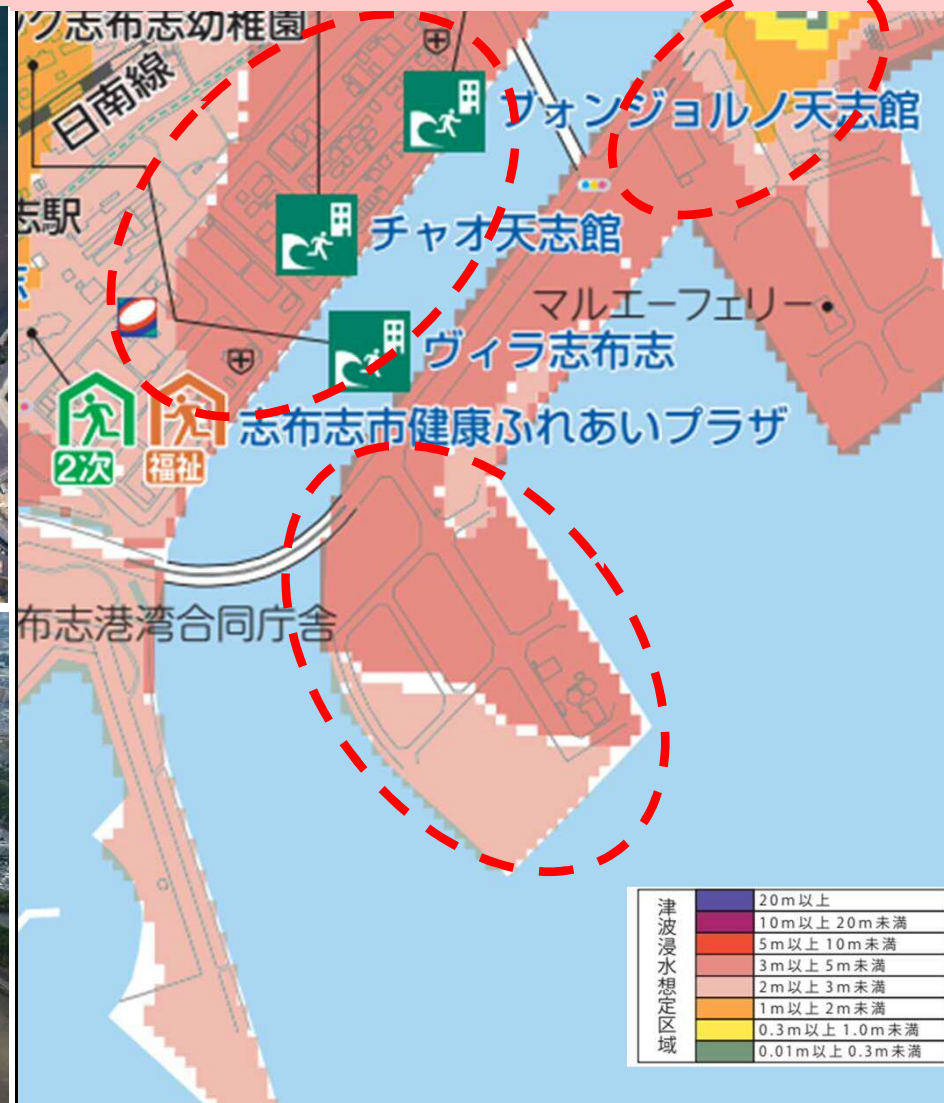 ック志布志幼稚園
日南線
ヴォンジョルノ天志館
志駅
チャオ天志館
マルエーフェリー
ヴィラ志布志
志布志市健康ふれあいプラザ
2次
福祉
布志港湾合同庁舎
津波浸水想定区域
20m以上
10m以上 20m未満
5m以上 10m未満
3m以上 5m未満
2m以上 3m未満
1m以上 2m未満
0.3m以上 1.0m未満
0.01m以上 0.3m未満